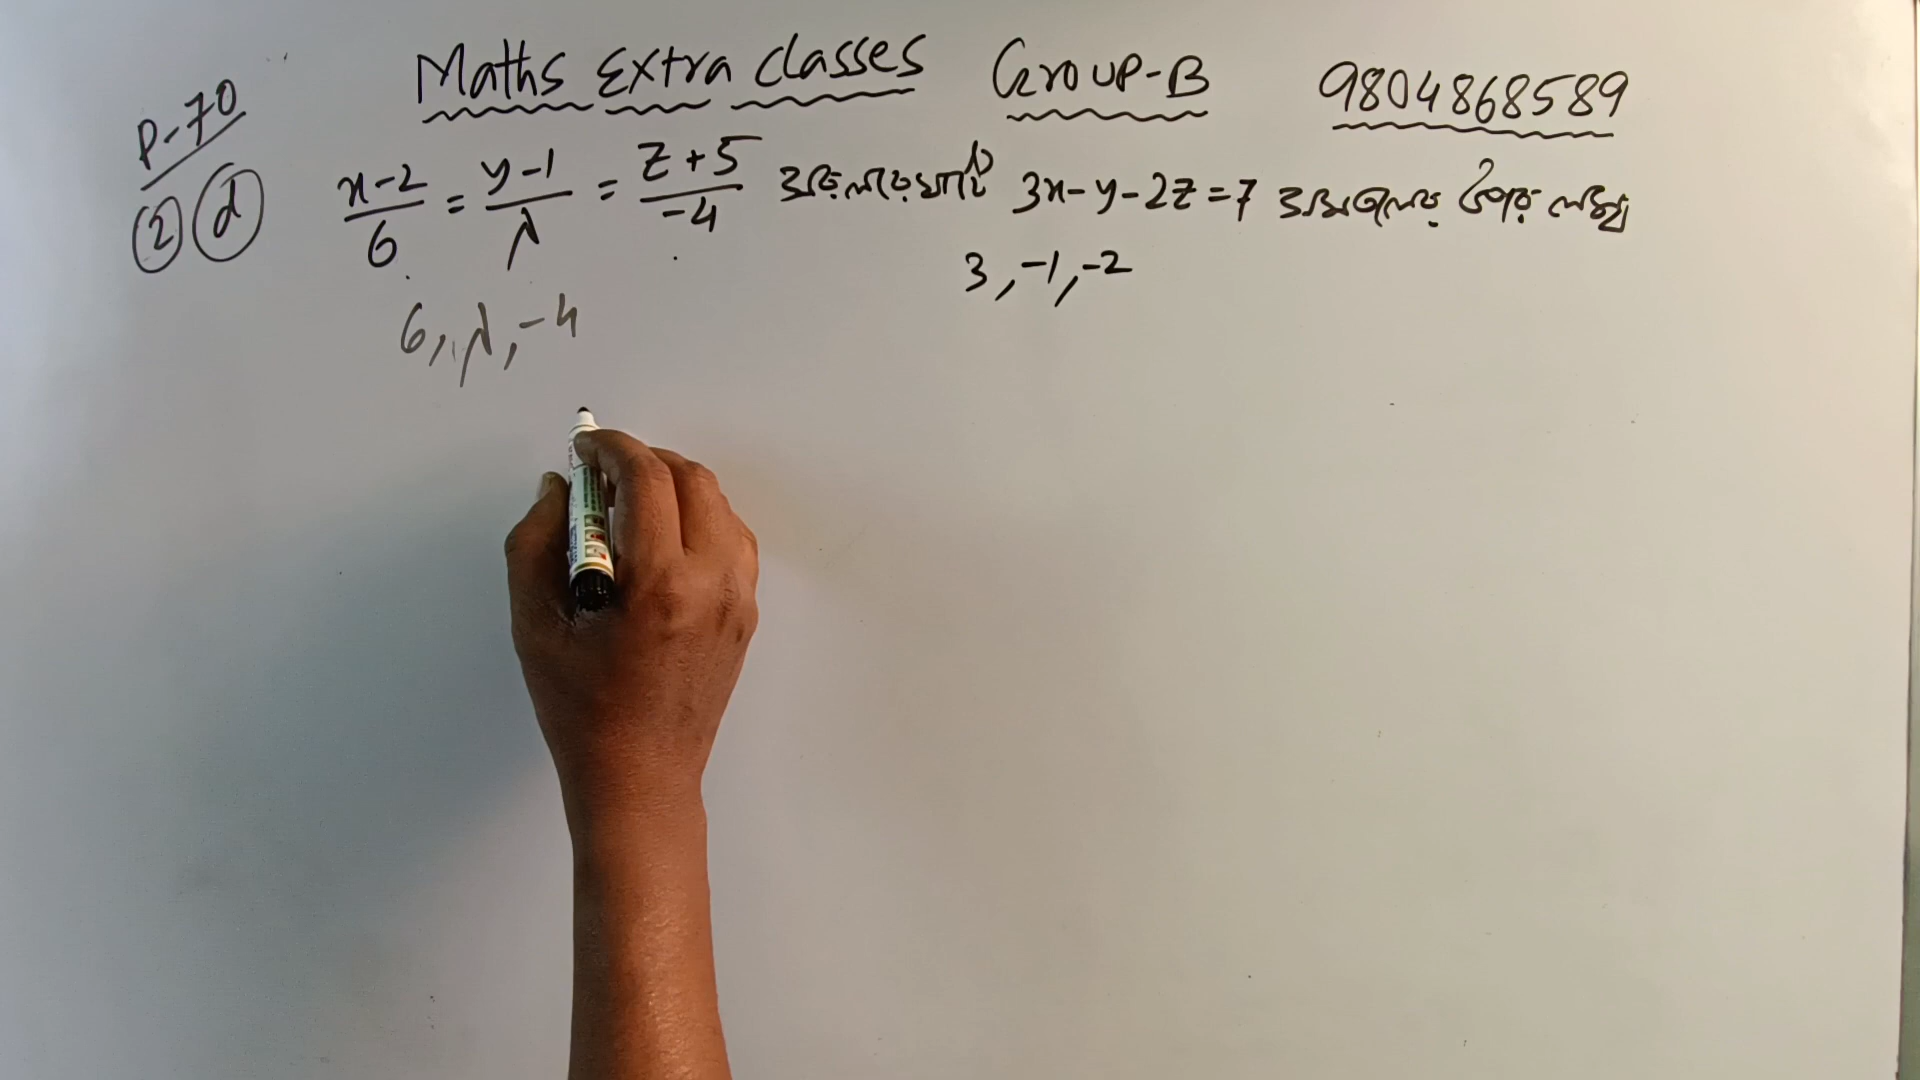 Maths Extra classes Group-B 9804868589
P-70
2 d x-2/6 = y-1/λ = z+5/-4 সরলরেখাটি 3x-y-2z=7 সমতলের উপর লম্ব
3, -1, -2
6, λ, -4